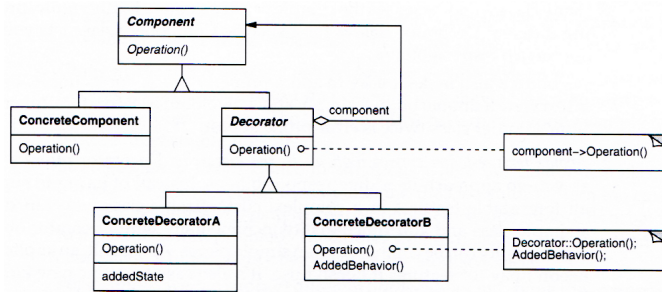 Component
Operation()
ConcreteComponent
Operation()
Decorator
Operation()
component
component->Operation()
ConcreteDecoratorA
Operation()
addedState
ConcreteDecoratorB
Operation()
AddedBehavior()
Decorator::Operation();
AddedBehavior();